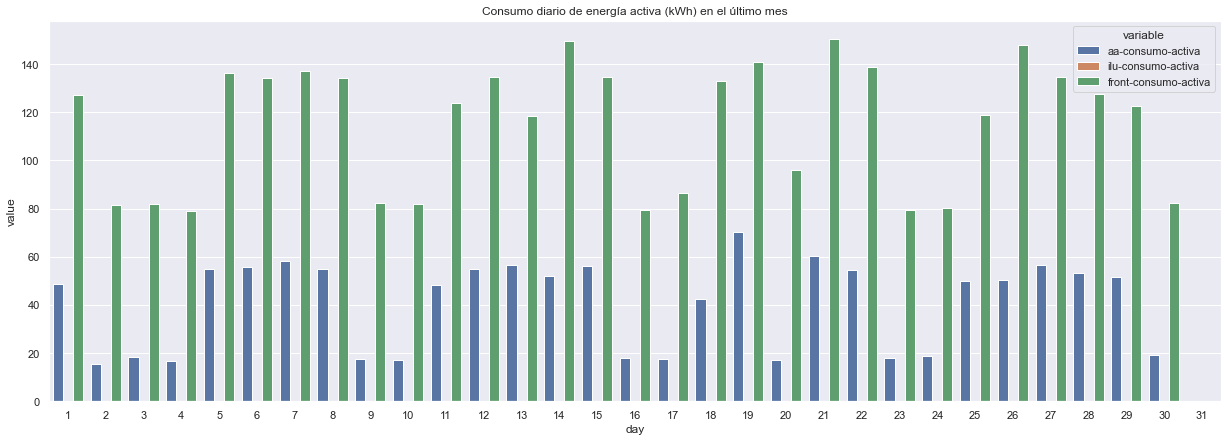 Consumo diario de energía activa (kWh) en el último mes
variable
aa-consumo-activa
ilu-consumo-activa
front-consumo-activa
value
140
120
100
80
60
40
20
0
1 2 3 4 5 6 7 8 9 10 11 12 13 14 15 16 17 18 19 20 21 22 23 24 25 26 27 28 29 30 31
day